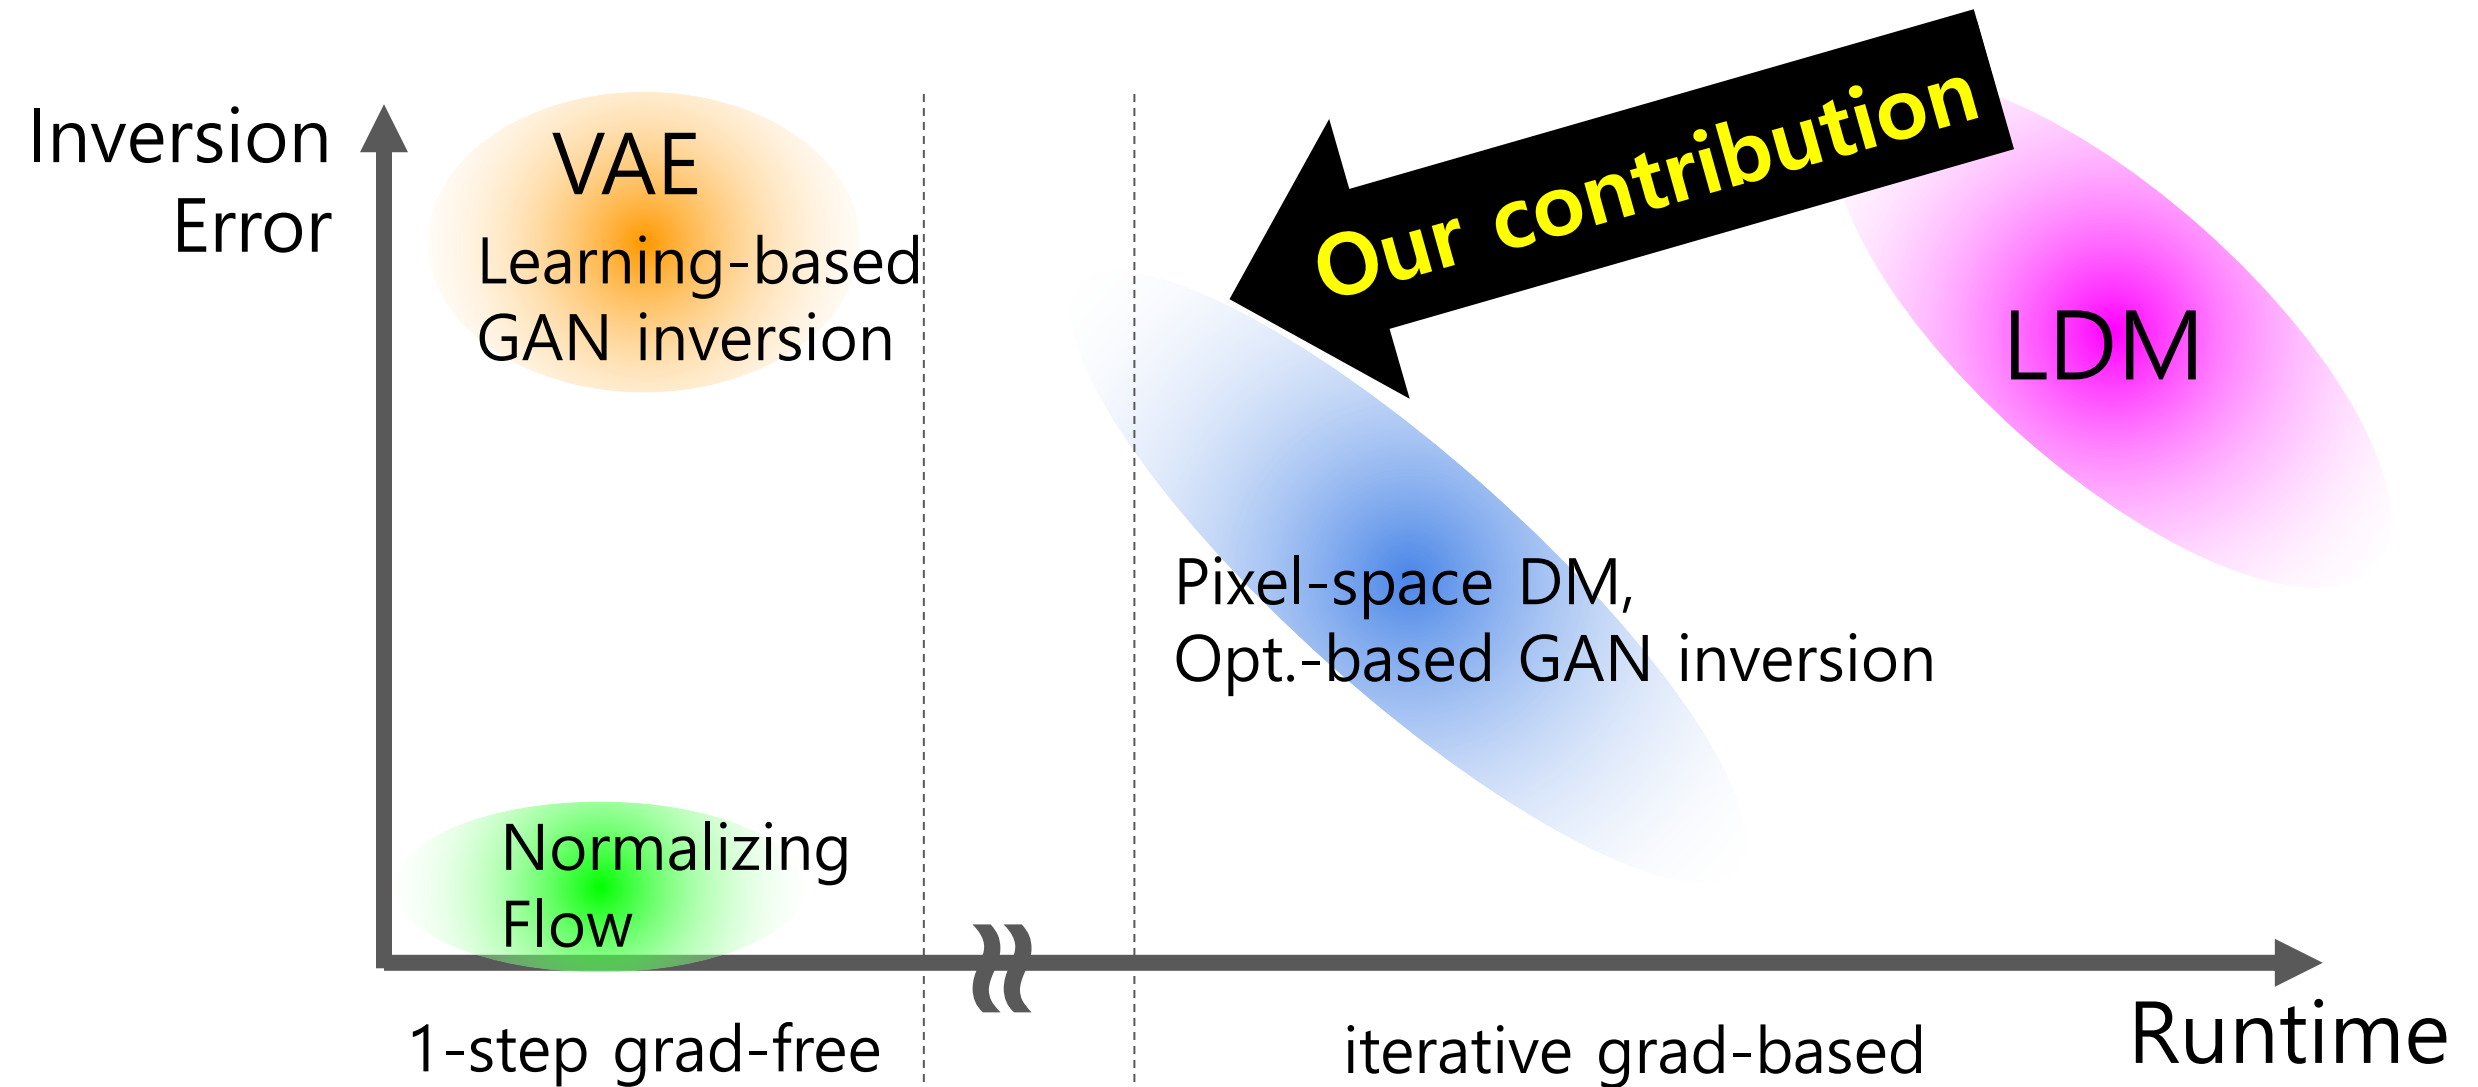 Inversion
Error
VAE
Learning-based
GAN inversion
Our contribution
LDM
Pixel-space DM,
Opt.-based GAN inversion
Normalizing
Flow
1-step grad-free
iterative grad-based
Runtime